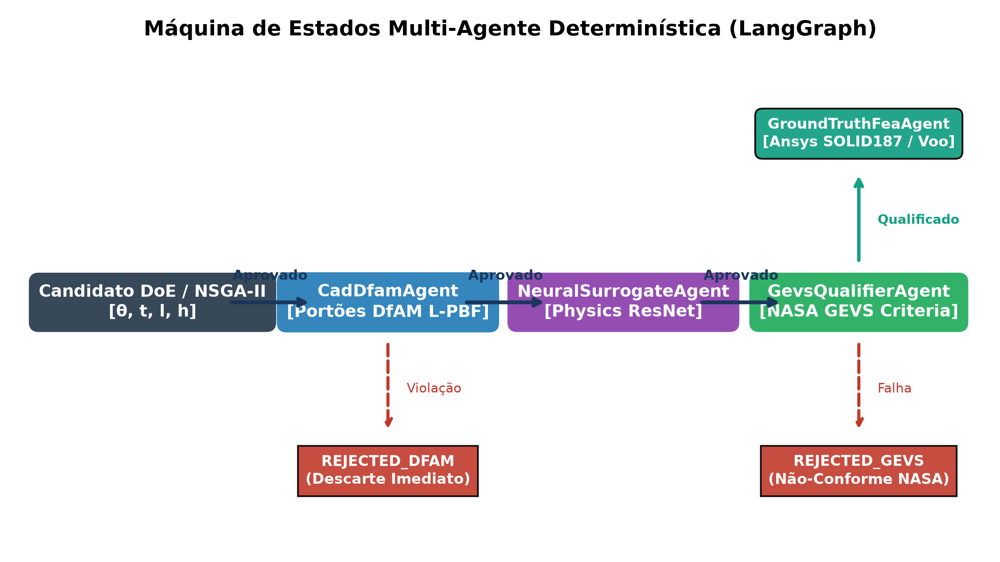 Máquina de Estados Multi-Agente Determinística (LangGraph)
GroundTruthFeaAgent
[Ansys SOLID187 / Voo]
Qualificado
Aprovado
Aprovado
Aprovado
Candidato DoE / NSGA-II
[θ, t, l, h]
CadDfamAgent
[Portões DfAM L-PBF]
NeuralSurrogateAgent
[Physics ResNet]
GevsQualifierAgent
[NASA GEVS Criteria]
Violação
Falha
REJECTED_DFAM
(Descarte Imediato)
REJECTED_GEVS
(Não-Conforme NASA)